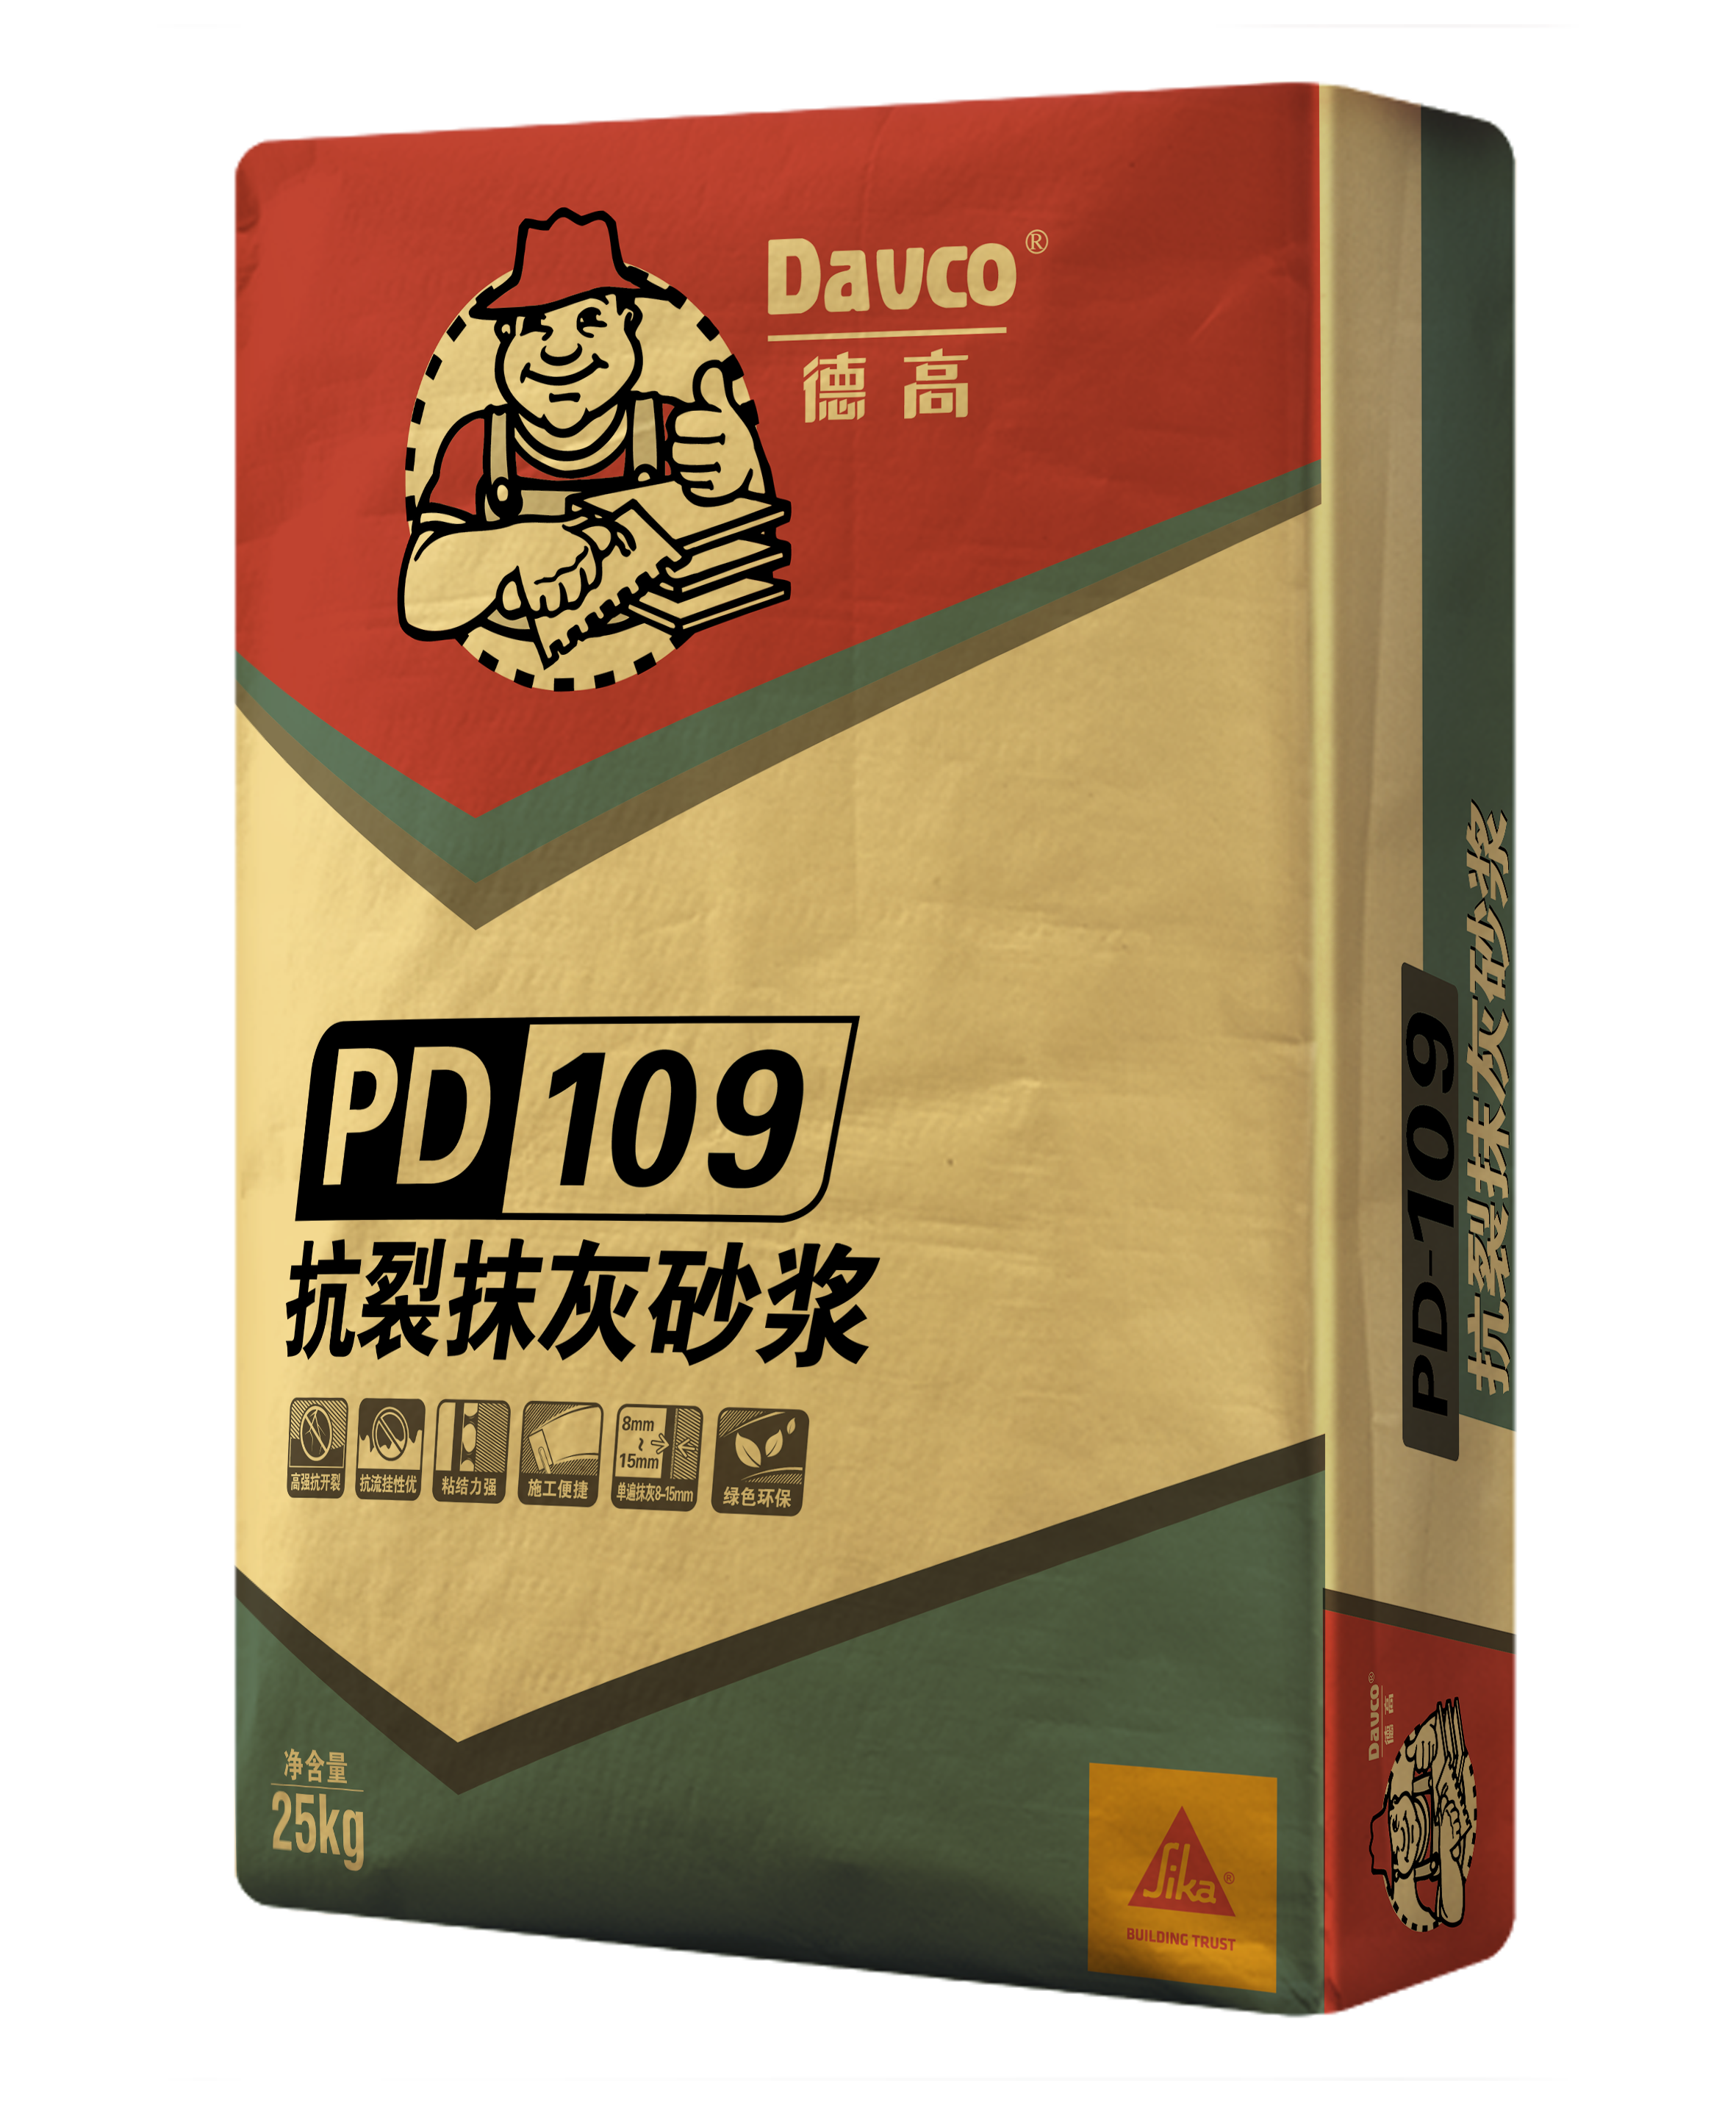 Davco®
德高
PD 109
抗裂抹灰砂浆
高强抗开裂
抗流挂性优
粘结力强
施工便捷
8mm
~
15mm
单遍抹灰8-15mm
绿色环保
净含量
25kg
Sika®
BUILDING TRUST
PD-109
抗裂抹灰砂浆
Davco®
德高